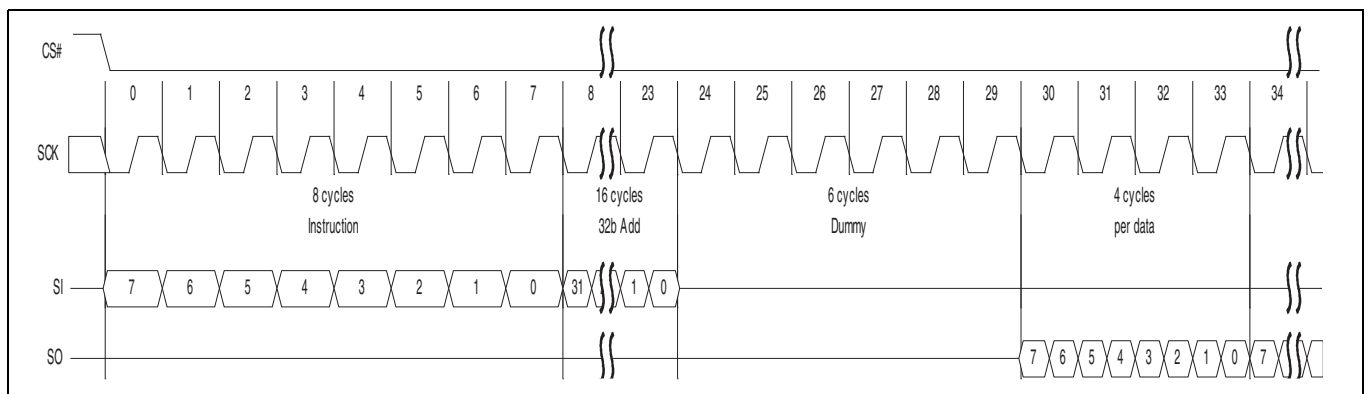 CS#
0 1 2 3 4 5 6 7 8 23 24 25 26 27 28 29 30 31 32 33 34
SCK
8 cycles 16 cycles 6 cycles 4 cycles
Instruction 32b Add Dummy per data
SI 7 6 5 4 3 2 1 0 31 1 0
SO 7 6 5 4 3 2 1 0 7